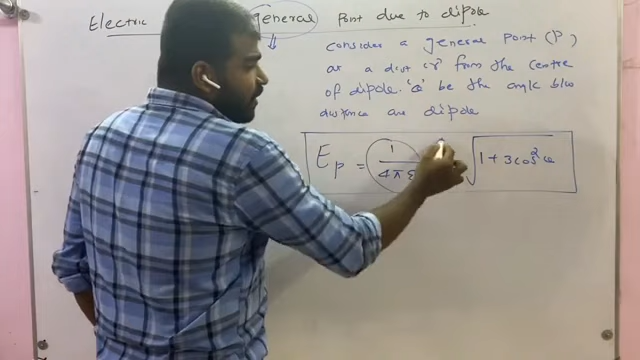 Electric general point due to dipole
consider a general point (P)
at a dist 'r' from the centre
of dipole. 'θ' be the angle b/w
distance and dipole
E_P = 1/4πε √1+3cos²θ